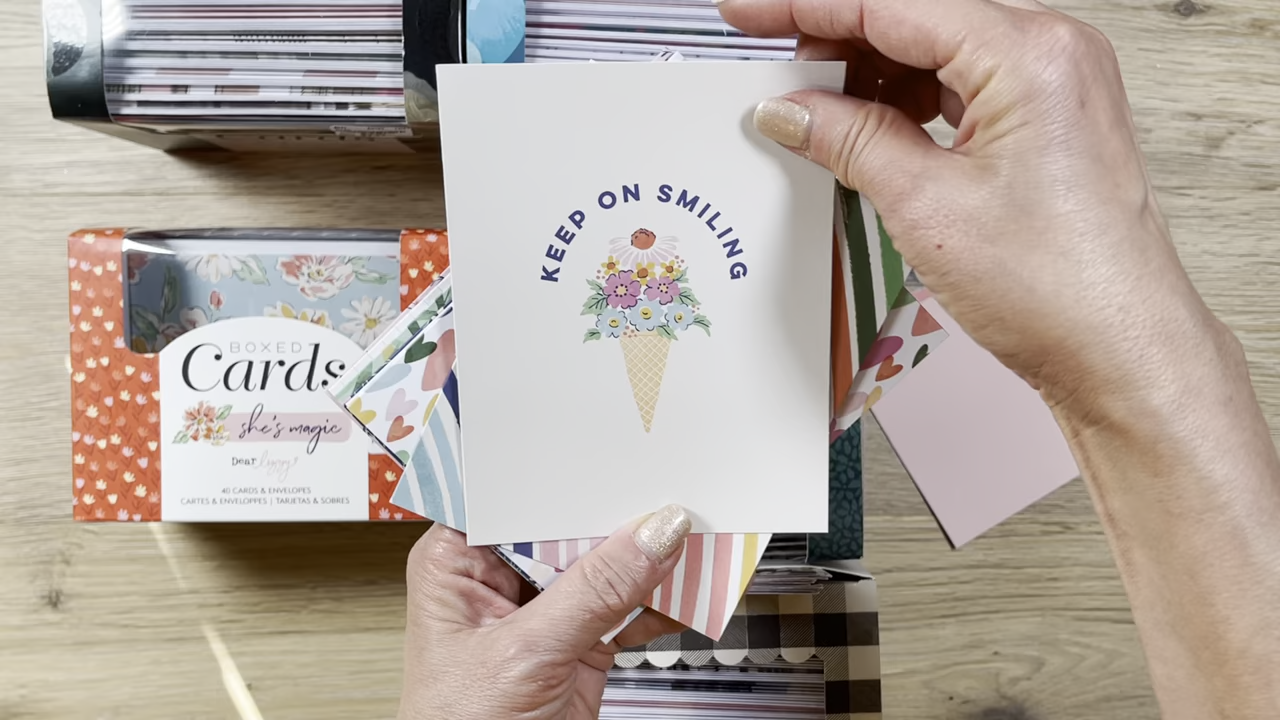 KEEP ON SMILING
BOXED
Cards
she's magic
Dear Lizzy
40 CARDS & ENVELOPES
CARTES & ENVELOPPES | TARJETAS & SOBRES